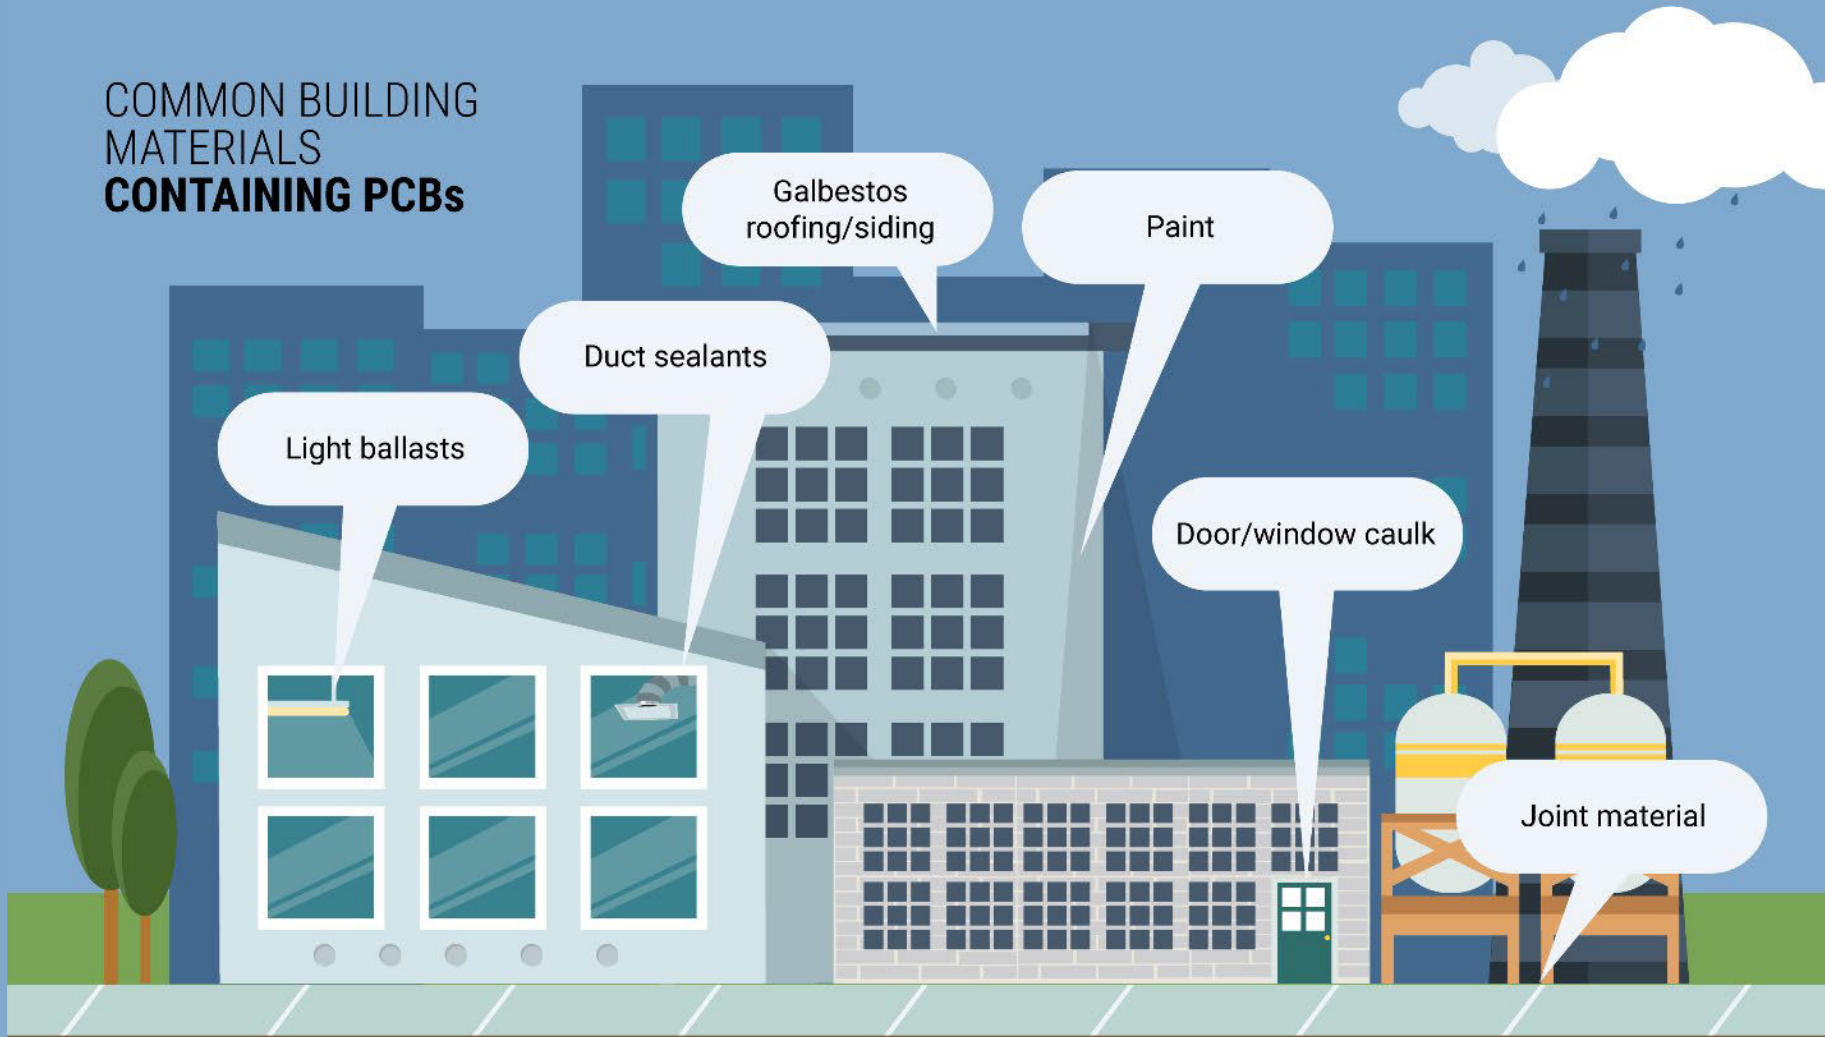 COMMON BUILDING
MATERIALS
CONTAINING PCBs
Galbestos
roofing/siding
Paint
Duct sealants
Light ballasts
Door/window caulk
Joint material